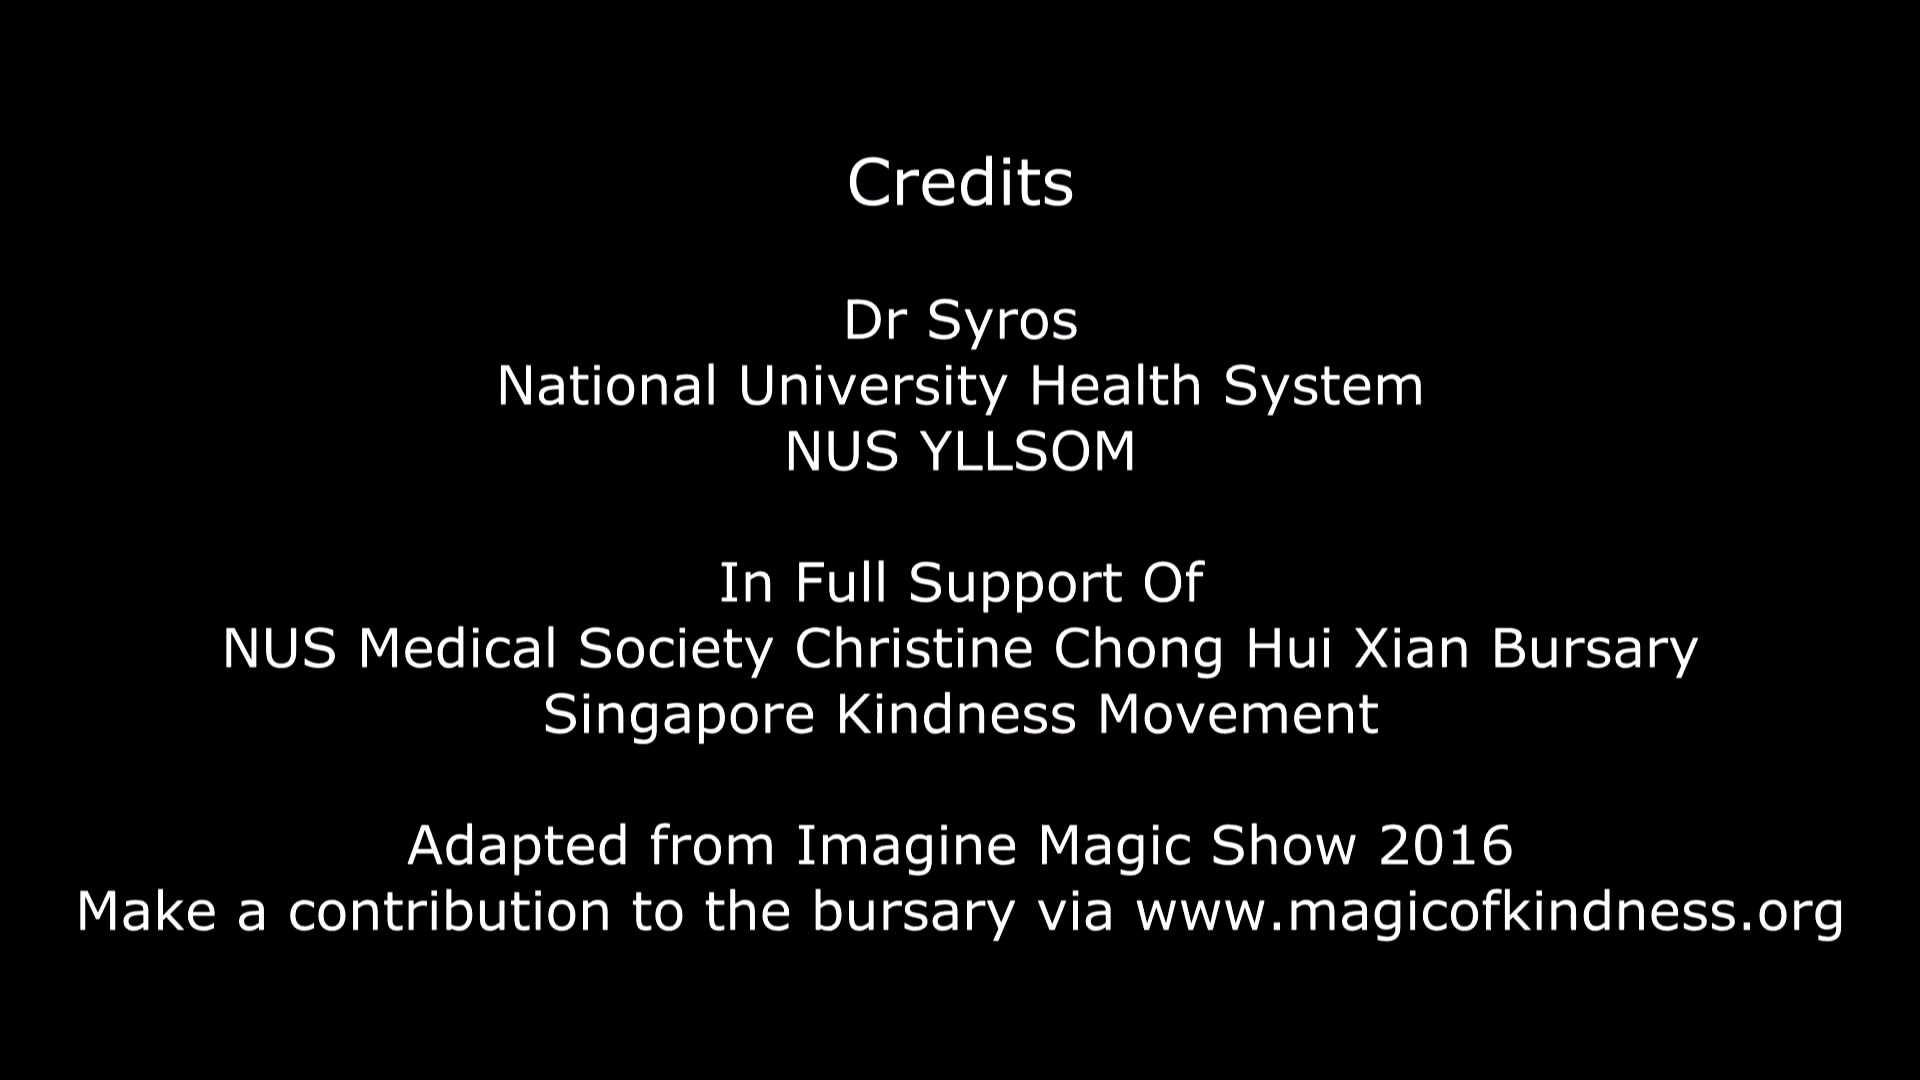 Credits
Dr Syros
National University Health System
NUS YLLSOM
In Full Support Of
NUS Medical Society Christine Chong Hui Xian Bursary
Singapore Kindness Movement
Adapted from Imagine Magic Show 2016
Make a contribution to the bursary via www.magicofkindness.org